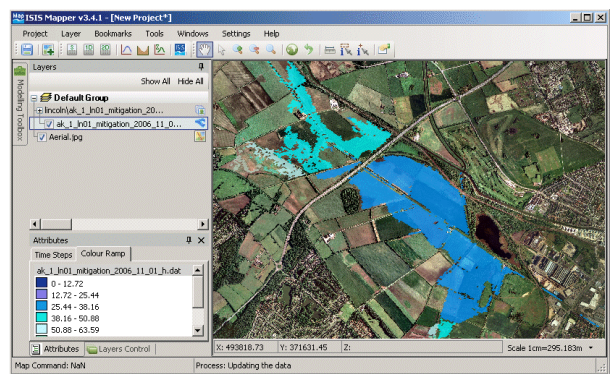 ISIS Mapper v3.4.1 - [New Project*]
Project Layer Bookmarks Tools Windows Settings Help
1D 2D
Layers
Show All Hide All
Modelling Toolbox
Default Group
lincoln\ak_1_ln01_mitigation_20...
ak_1_ln01_mitigation_2006_11_0...
Aerial.jpg
Attributes
Time Steps Colour Ramp
ak_1_ln01_mitigation_2006_11_01_h.dat
0 - 12.72
12.72 - 25.44
25.44 - 38.16
38.16 - 50.88
50.88 - 63.59
Attributes Layers Control
X: 493818.73 Y: 371631.45 Z: Scale 1cm=295.183m
Map Command: NaN Process: Updating the data